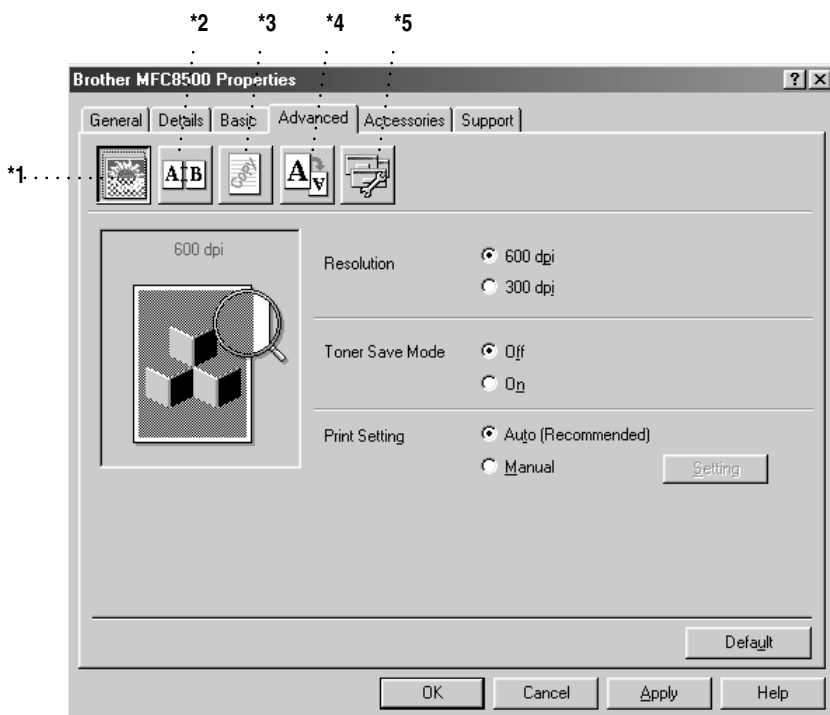 *2 *3 *4 *5
Brother MFC8500 Properties
General Details Basic Advanced Accessories Support
*1
A B COPY A A
600 dpi
Resolution
600 dpi
300 dpi
Toner Save Mode
Off
On
Print Setting
Auto (Recommended)
Manual
Setting
Default
OK Cancel Apply Help